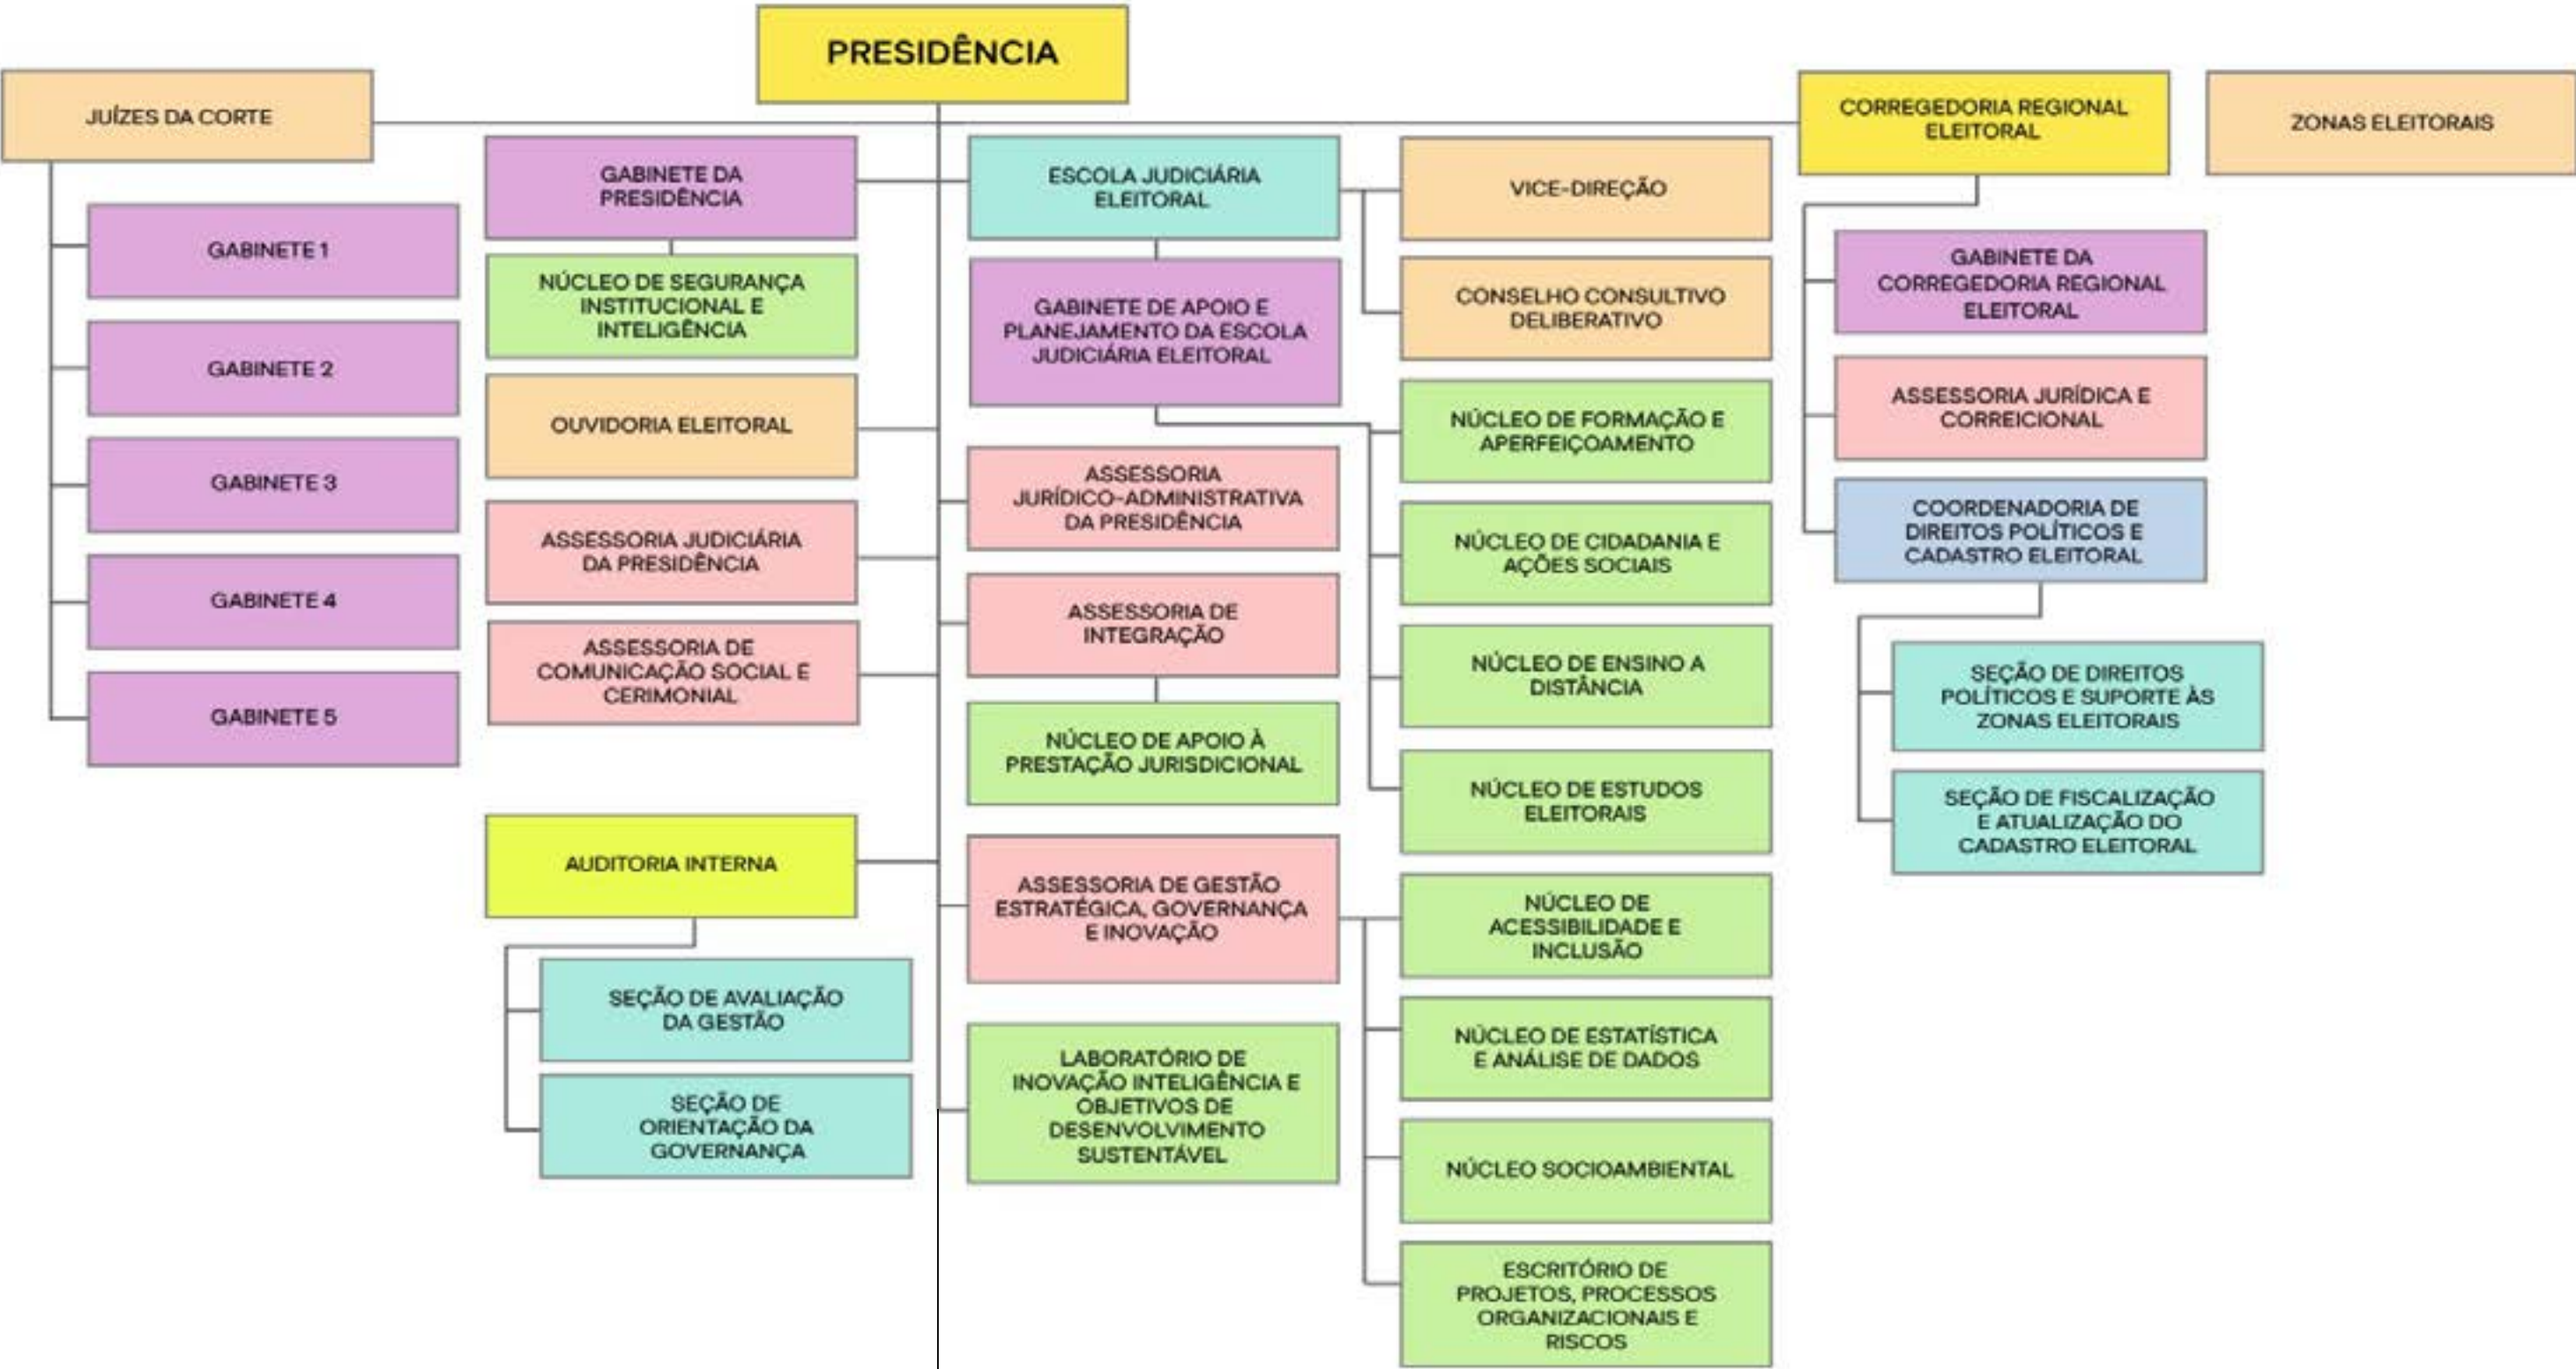 PRESIDÊNCIA
JUÍZES DA CORTE
GABINETE 1
GABINETE 2
GABINETE 3
GABINETE 4
GABINETE 5
GABINETE DA
PRESIDÊNCIA
NÚCLEO DE SEGURANÇA
INSTITUCIONAL E
INTELIGÊNCIA
OUVIDORIA ELEITORAL
ASSESSORIA JUDICIÁRIA
DA PRESIDÊNCIA
ASSESSORIA DE
COMUNICAÇÃO SOCIAL E
CERIMONIAL
AUDITORIA INTERNA
SEÇÃO DE AVALIAÇÃO
DA GESTÃO
SEÇÃO DE
ORIENTAÇÃO DA
GOVERNANÇA
ESCOLA JUDICIÁRIA
ELEITORAL
GABINETE DE APOIO E
PLANEJAMENTO DA ESCOLA
JUDICIÁRIA ELEITORAL
ASSESSORIA
JURÍDICO-ADMINISTRATIVA
DA PRESIDÊNCIA
ASSESSORIA DE
INTEGRAÇÃO
NÚCLEO DE APOIO À
PRESTAÇÃO JURISDICIONAL
ASSESSORIA DE GESTÃO
ESTRATÉGICA, GOVERNANÇA
E INOVAÇÃO
LABORATÓRIO DE
INOVAÇÃO INTELIGÊNCIA E
OBJETIVOS DE
DESENVOLVIMENTO
SUSTENTÁVEL
VICE-DIREÇÃO
CONSELHO CONSULTIVO
DELIBERATIVO
NÚCLEO DE FORMAÇÃO E
APERFEIÇOAMENTO
NÚCLEO DE CIDADANIA E
AÇÕES SOCIAIS
NÚCLEO DE ENSINO A
DISTÂNCIA
NÚCLEO DE ESTUDOS
ELEITORAIS
NÚCLEO DE
ACESSIBILIDADE E
INCLUSÃO
NÚCLEO DE ESTATÍSTICA
E ANÁLISE DE DADOS
NÚCLEO SOCIOAMBIENTAL
ESCRITÓRIO DE
PROJETOS, PROCESSOS
ORGANIZACIONAIS E
RISCOS
CORREGEDORIA REGIONAL
ELEITORAL
GABINETE DA
CORREGEDORIA REGIONAL
ELEITORAL
ASSESSORIA JURÍDICA E
CORREICIONAL
COORDENADORIA DE
DIREITOS POLÍTICOS E
CADASTRO ELEITORAL
SEÇÃO DE DIREITOS
POLÍTICOS E SUPORTE ÀS
ZONAS ELEITORAIS
SEÇÃO DE FISCALIZAÇÃO
E ATUALIZAÇÃO DO
CADASTRO ELEITORAL
ZONAS ELEITORAIS